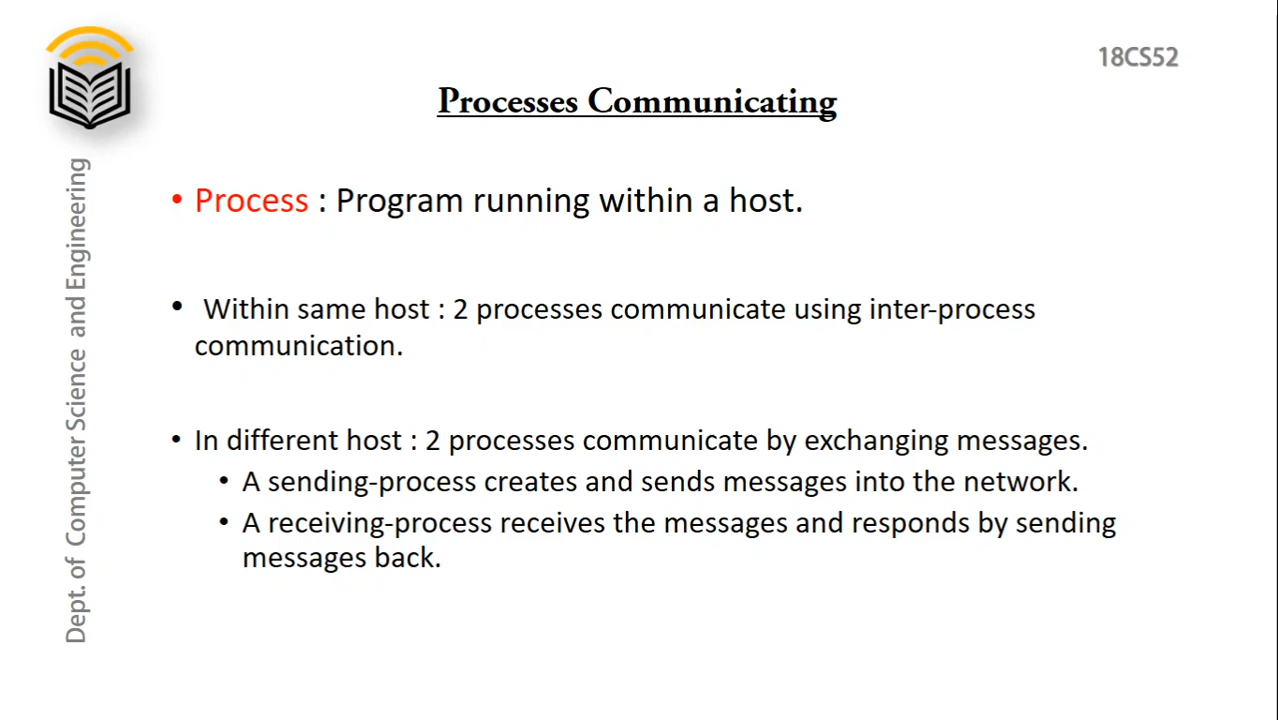 18CS52
Processes Communicating
• Process : Program running within a host.
• Within same host : 2 processes communicate using inter-process
communication.
• In different host : 2 processes communicate by exchanging messages.
• A sending-process creates and sends messages into the network.
• A receiving-process receives the messages and responds by sending
messages back.
Dept. of Computer Science and Engineering